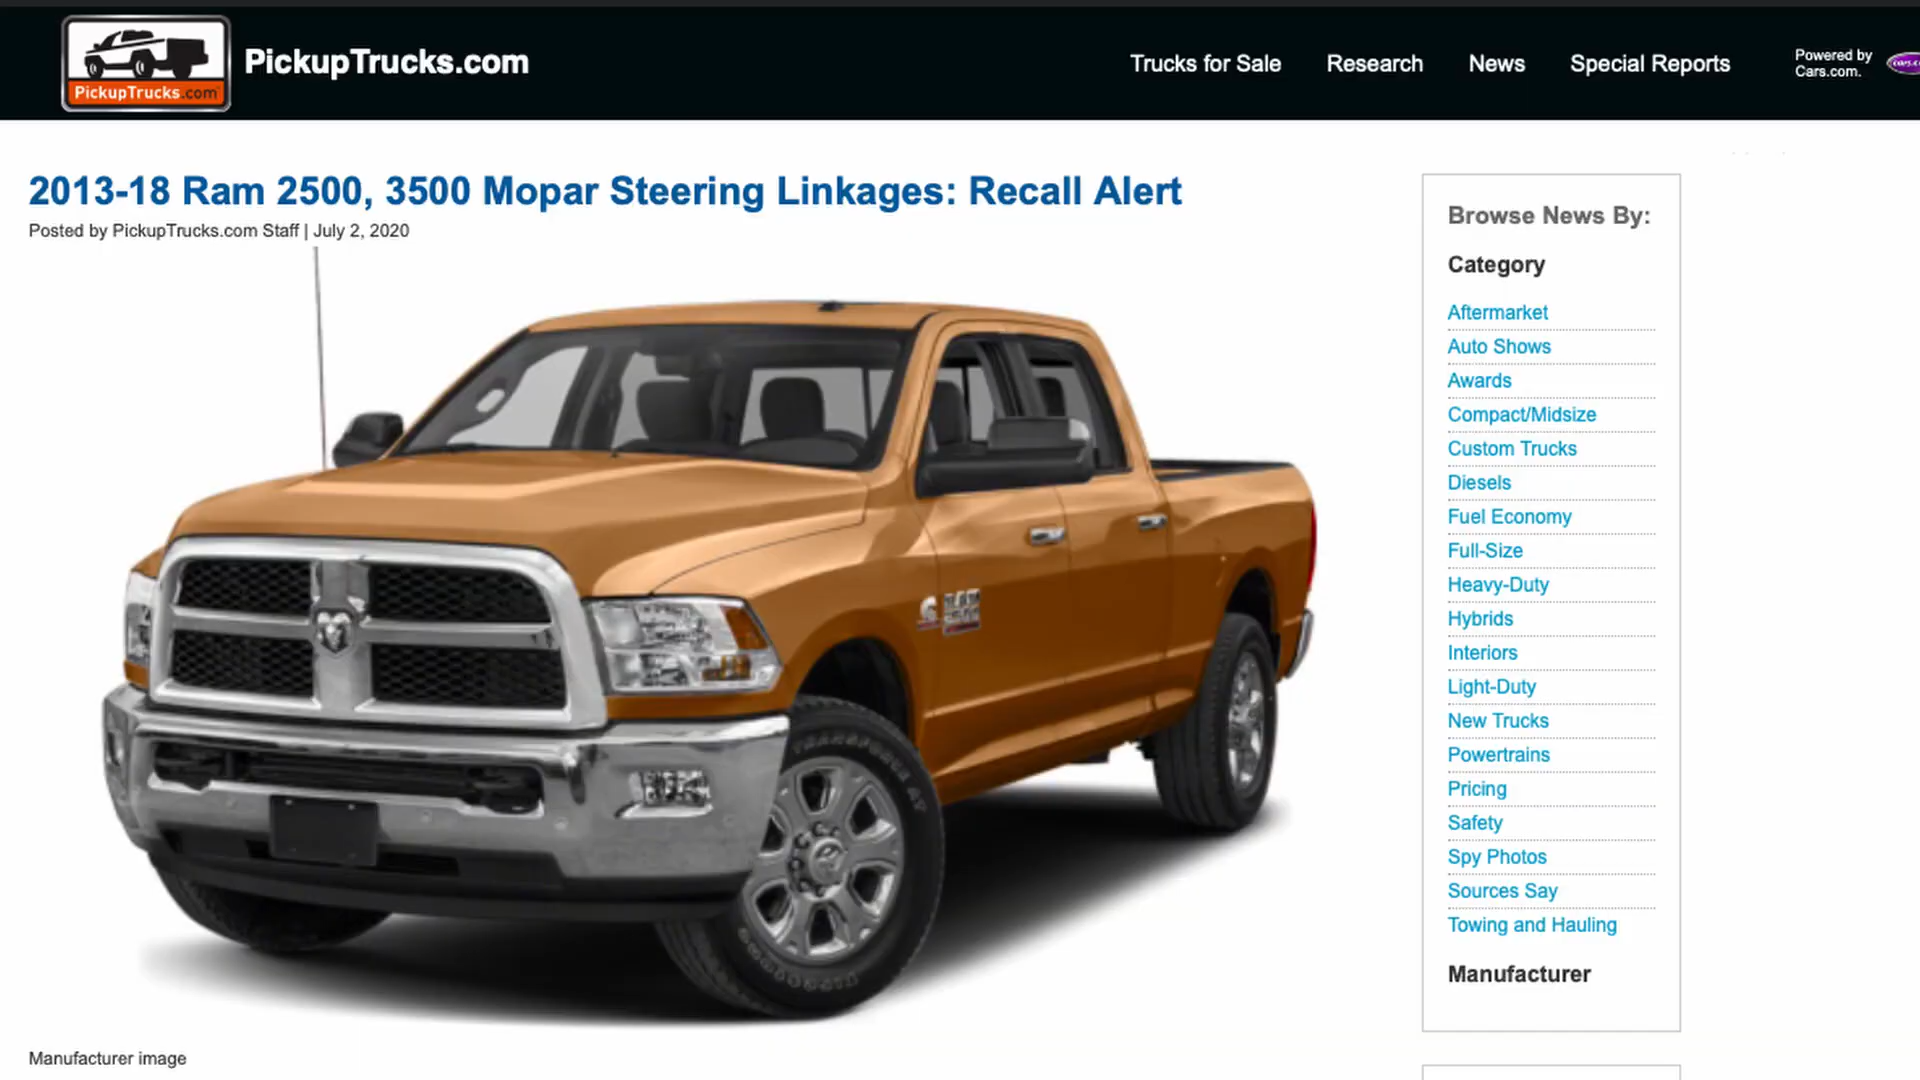 PickupTrucks.com
PickupTrucks.com
Trucks for Sale
Research
News
Special Reports
Powered by
Cars.com.
2013-18 Ram 2500, 3500 Mopar Steering Linkages: Recall Alert
Posted by PickupTrucks.com Staff | July 2, 2020
Manufacturer image
Browse News By:
Category
Aftermarket
Auto Shows
Awards
Compact/Midsize
Custom Trucks
Diesels
Fuel Economy
Full-Size
Heavy-Duty
Hybrids
Interiors
Light-Duty
New Trucks
Powertrains
Pricing
Safety
Spy Photos
Sources Say
Towing and Hauling
Manufacturer